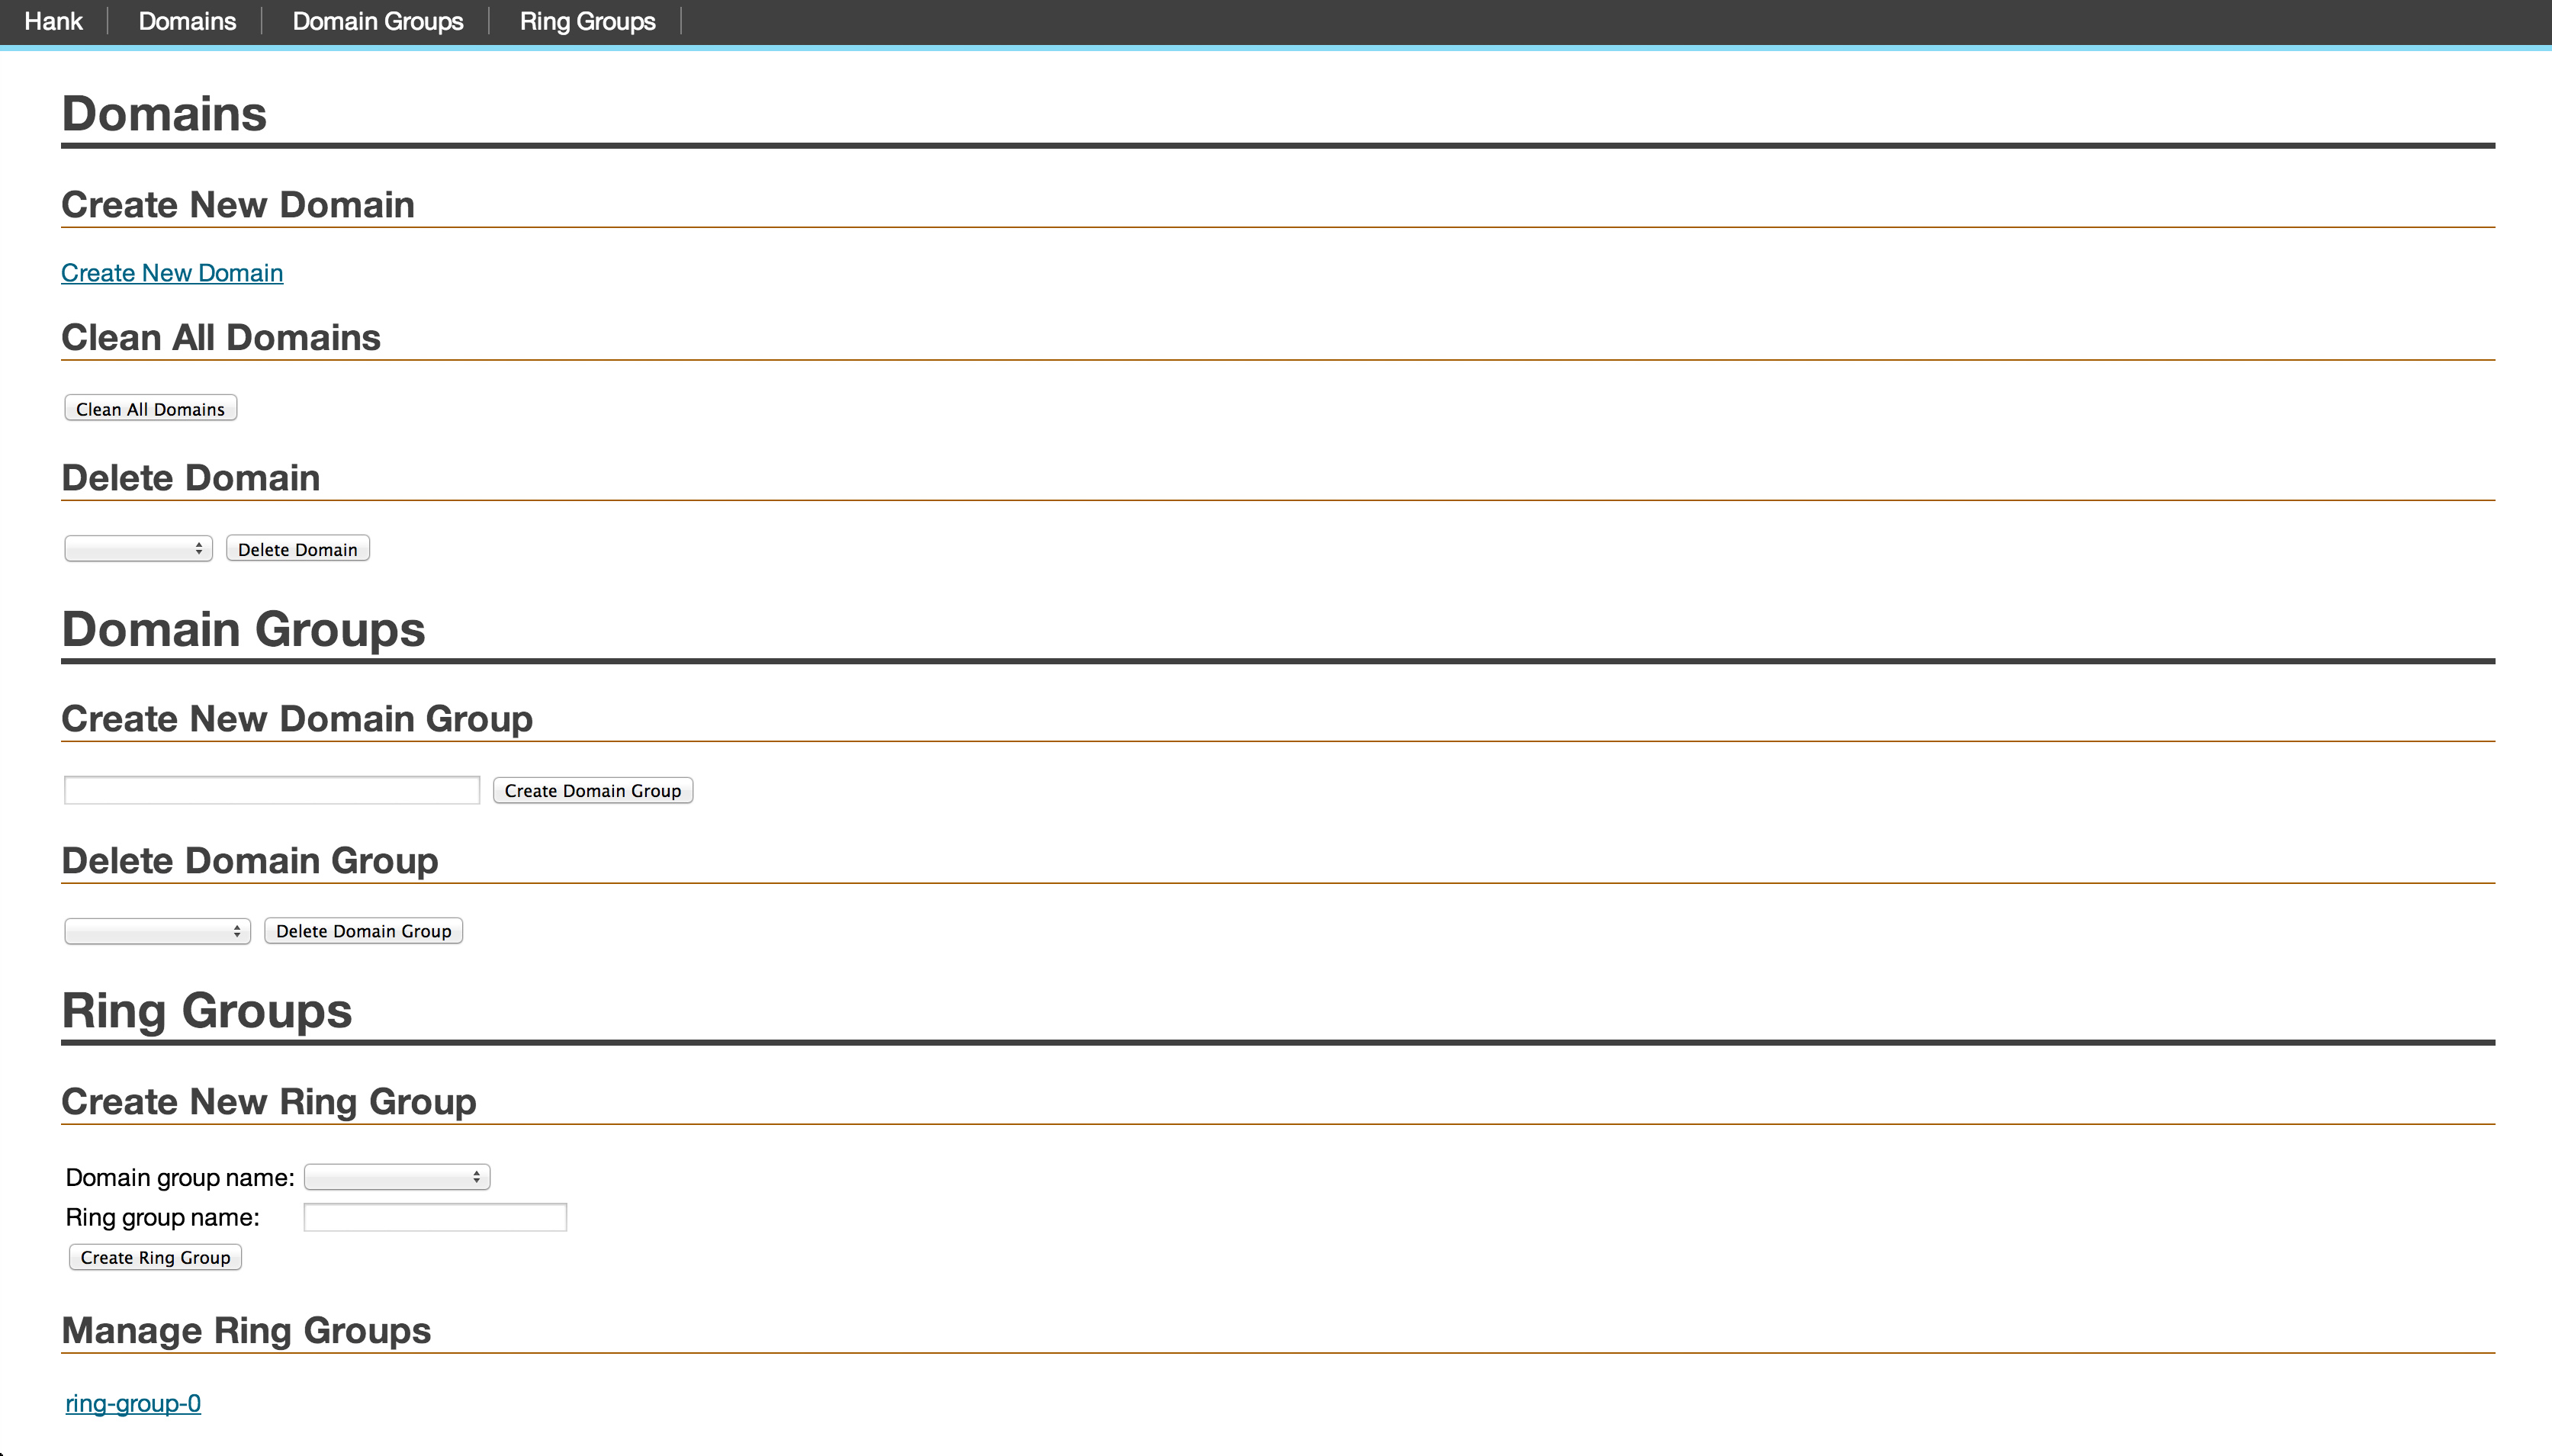 Hank Domains Domain Groups Ring Groups
Domains
Create New Domain
Create New Domain
Clean All Domains
Clean All Domains
Delete Domain
Delete Domain
Domain Groups
Create New Domain Group
Create Domain Group
Delete Domain Group
Delete Domain Group
Ring Groups
Create New Ring Group
Domain group name:
Ring group name:
Create Ring Group
Manage Ring Groups
ring-group-0